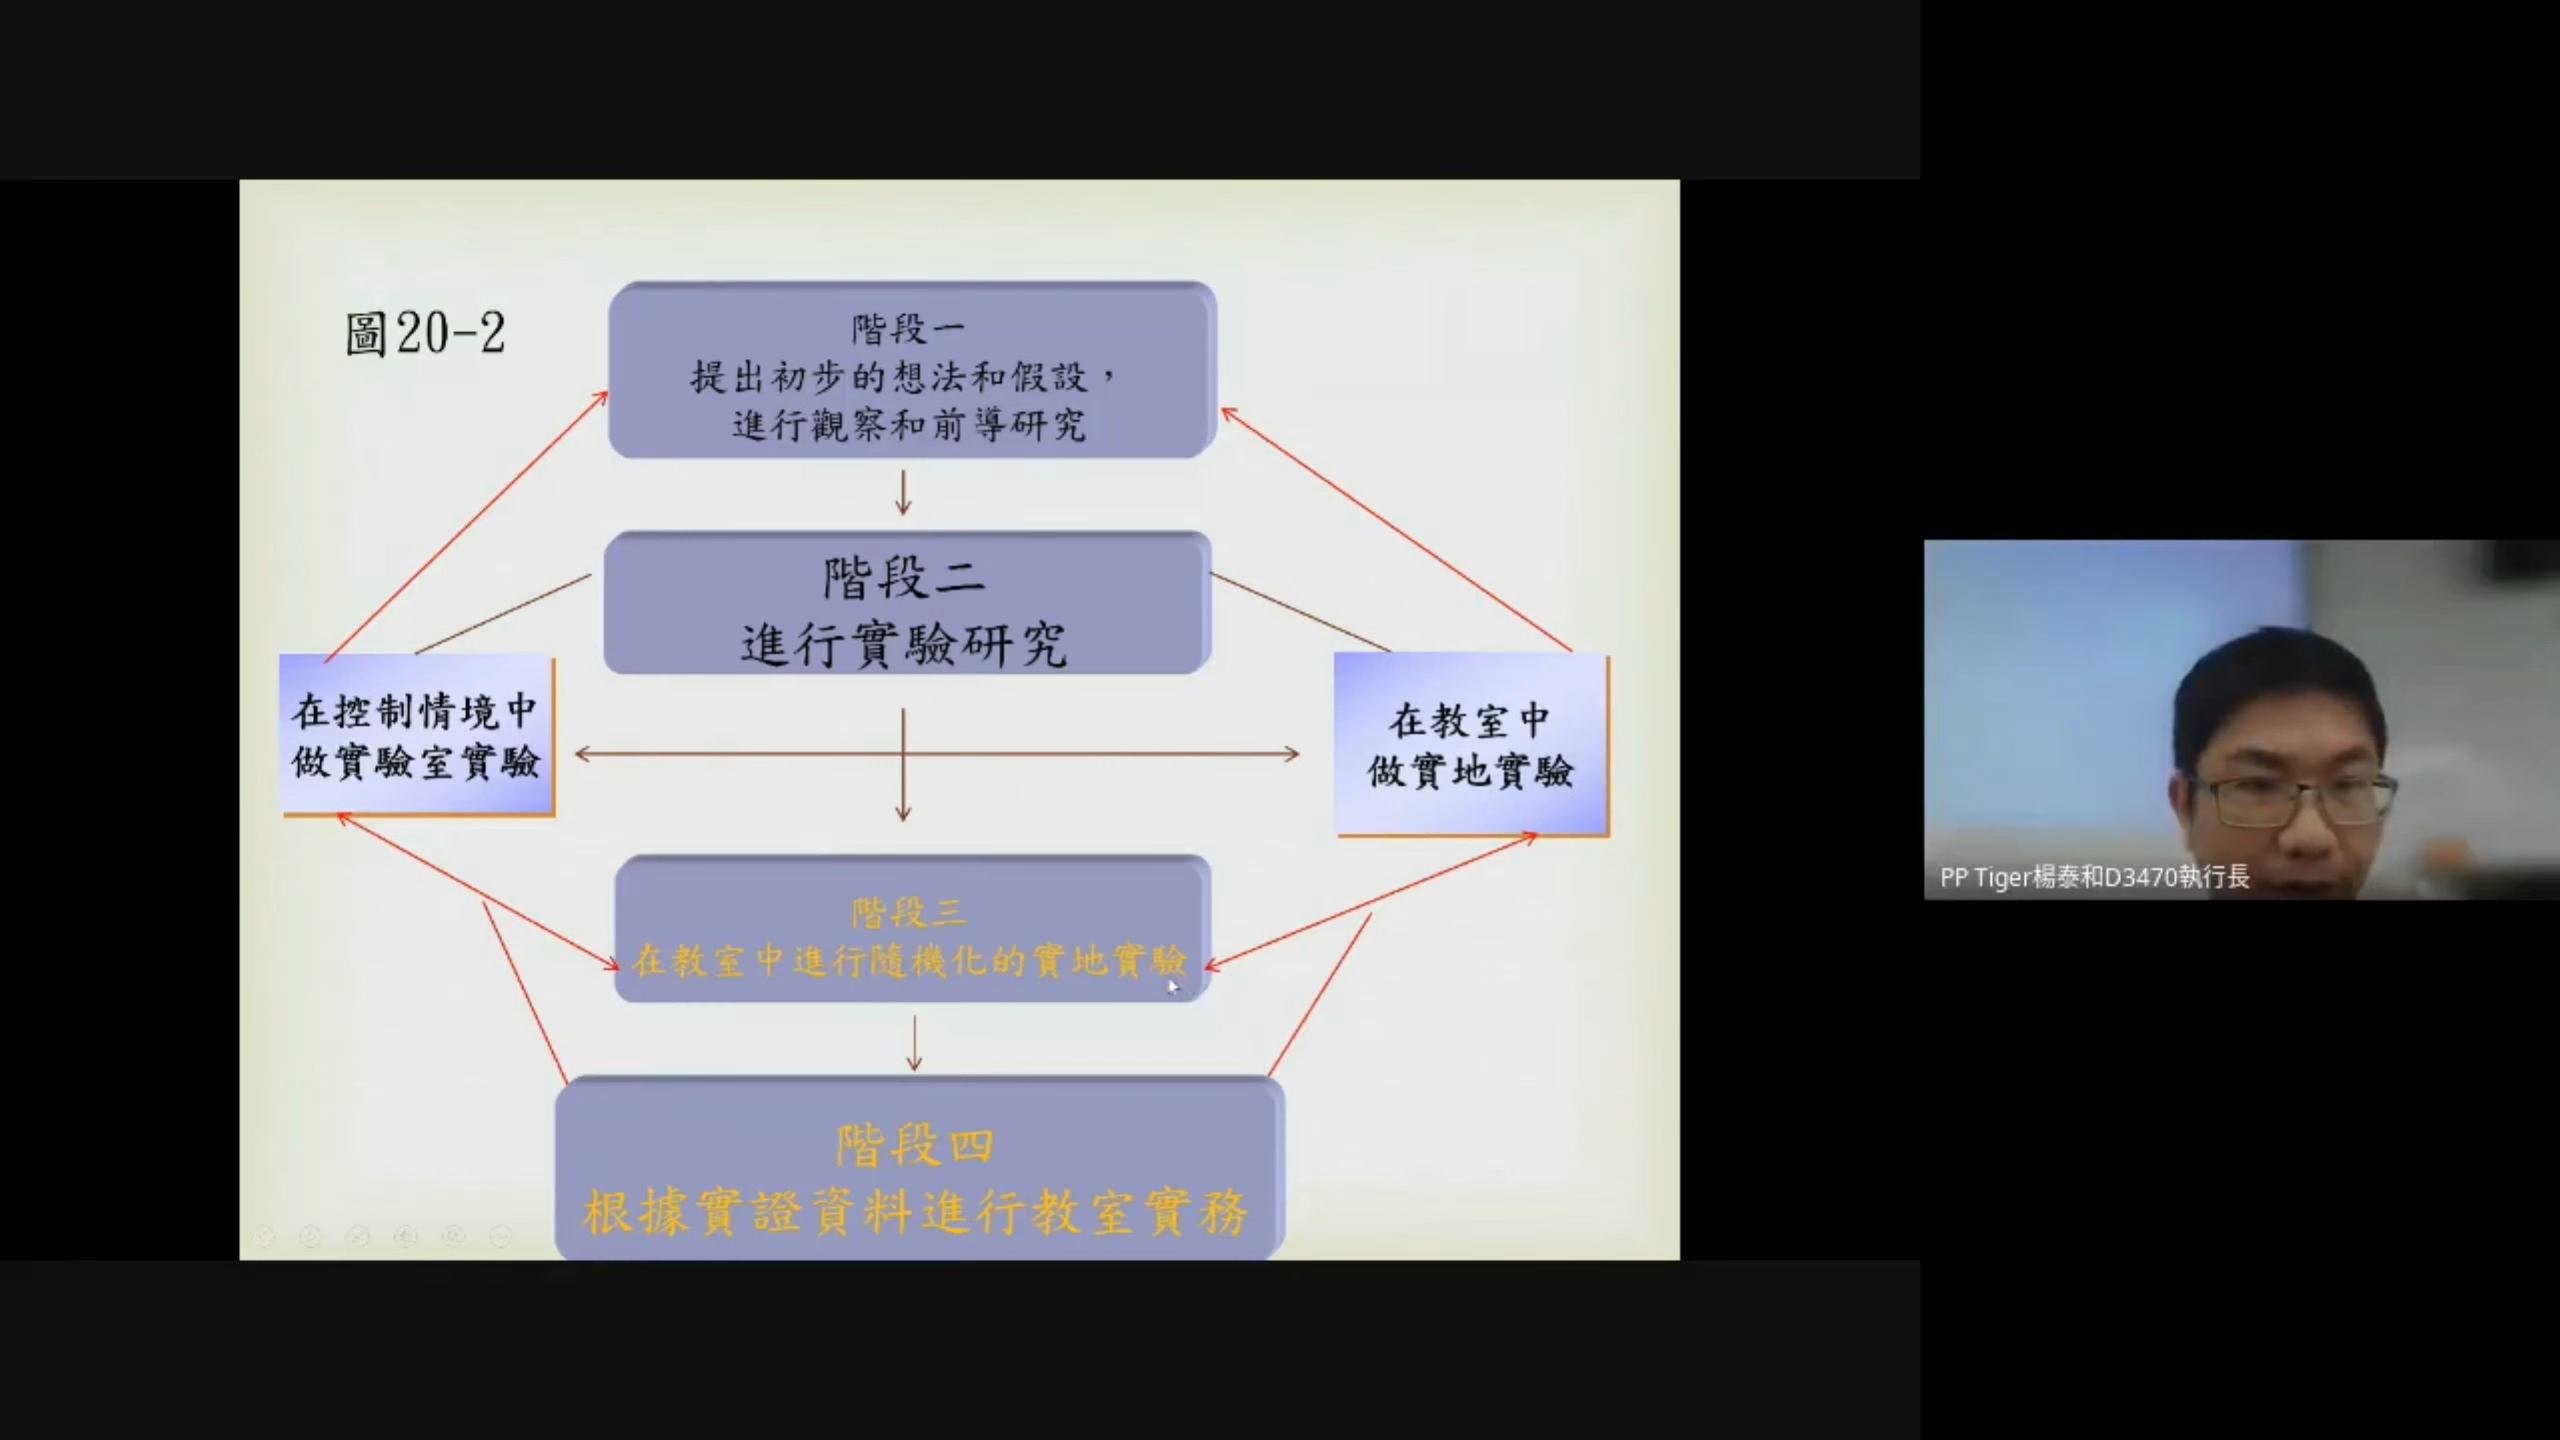 圖20-2
階段一
提出初步的想法和假設，
進行觀察和前導研究
階段二
進行實驗研究
在控制情境中
做實驗室實驗
在教室中
做實地實驗
階段三
在教室中進行隨機化的實地實驗
階段四
根據實證資料進行教室實務
PP Tiger楊泰和D3470執行長